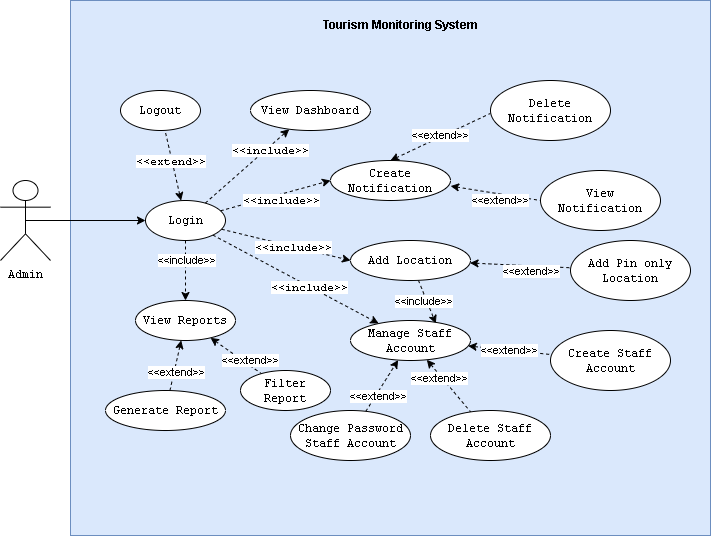 Tourism Monitoring System
Logout
View Dashboard
Delete
Notification
<<extend>>
<<include>>
<<extend>>
Create
Notification
<<include>>
<<extend>>
View
Notification
Login
Admin
<<include>>
<<include>>
Add Location
<<extend>>
Add Pin only
Location
<<include>>
<<include>>
View Reports
Manage Staff
Account
<<extend>>
Create Staff
Account
<<extend>>
<<extend>>
Filter
Report
<<extend>>
<<extend>>
Generate Report
Change Password
Staff Account
Delete Staff
Account